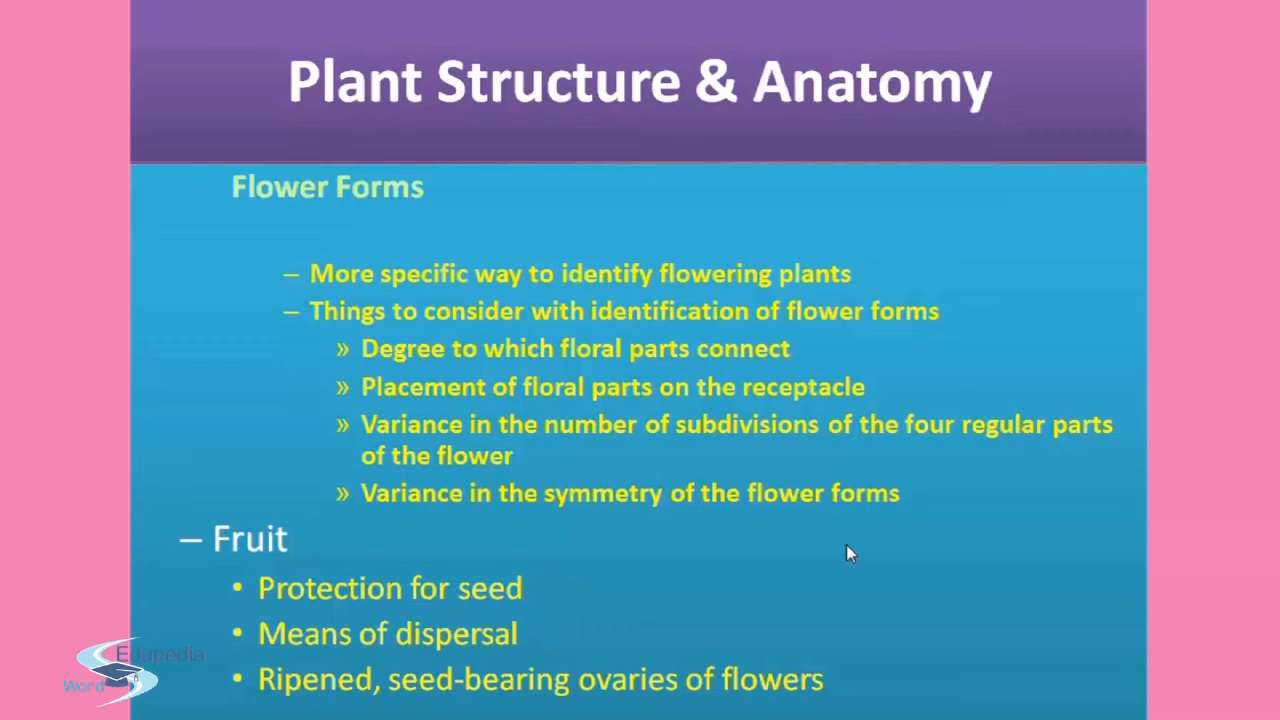 Plant Structure & Anatomy
Flower Forms
– More specific way to identify flowering plants
– Things to consider with identification of flower forms
» Degree to which floral parts connect
» Placement of floral parts on the receptacle
» Variance in the number of subdivisions of the four regular parts
of the flower
» Variance in the symmetry of the flower forms
– Fruit
• Protection for seed
• Means of dispersal
• Ripened, seed-bearing ovaries of flowers
Edupedia
Word